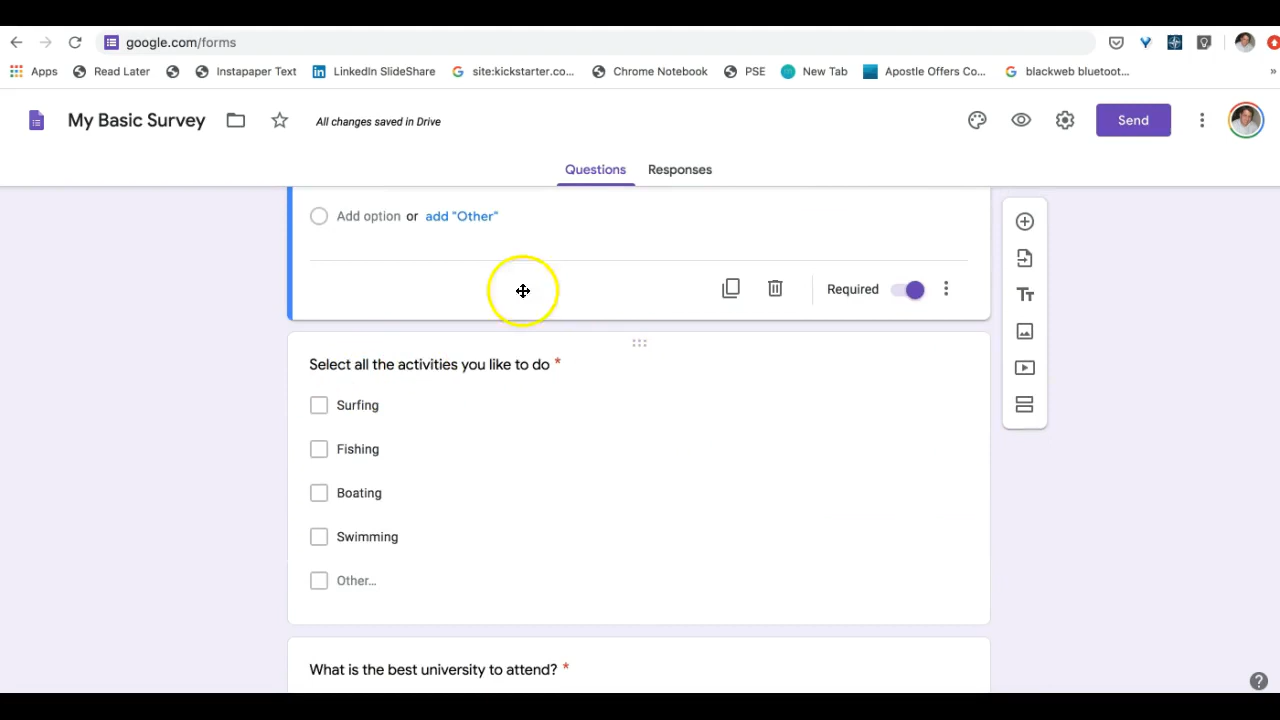 google.com/forms
Apps Read Later Instapaper Text LinkedIn SlideShare site:kickstarter.co... Chrome Notebook PSE New Tab Apostle Offers Co... blackweb bluetoot... »
My Basic Survey All changes saved in Drive Send
Questions Responses
Add option or add "Other"
Required
Select all the activities you like to do *
Surfing
Fishing
Boating
Swimming
Other...
What is the best university to attend? *